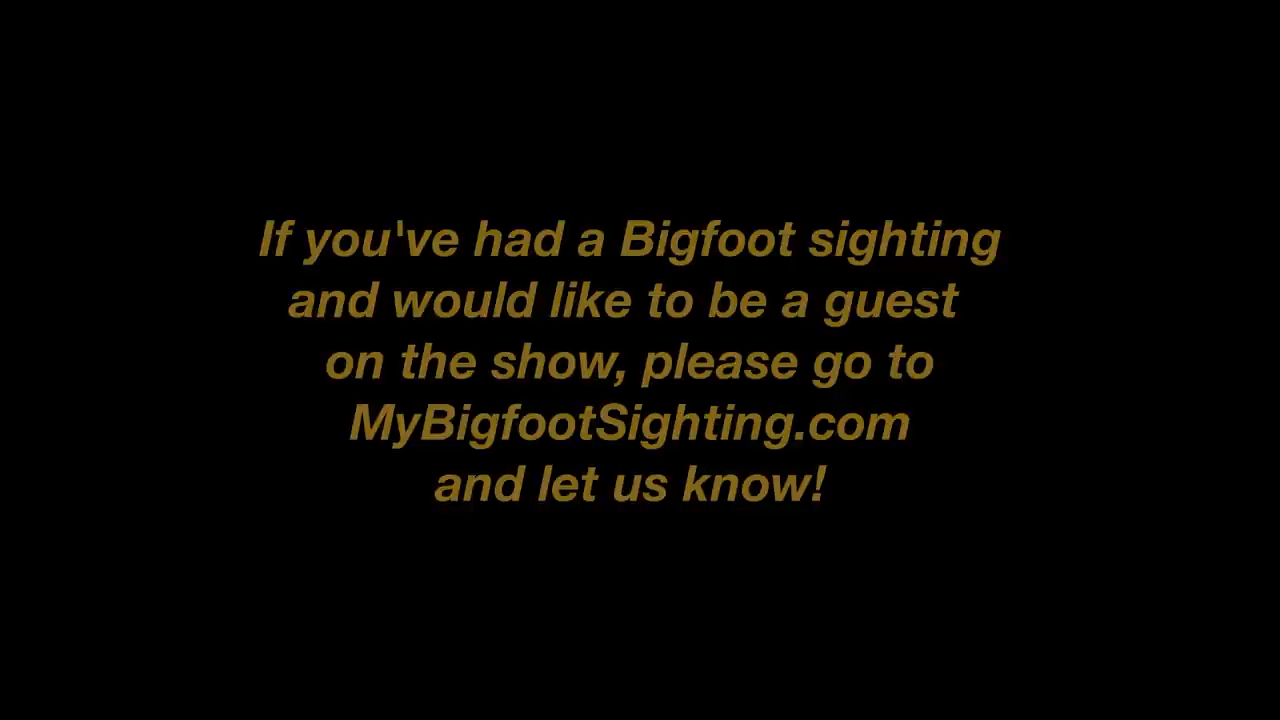 If you've had a Bigfoot sighting
and would like to be a guest
on the show, please go to
MyBigfootSighting.com
and let us know!